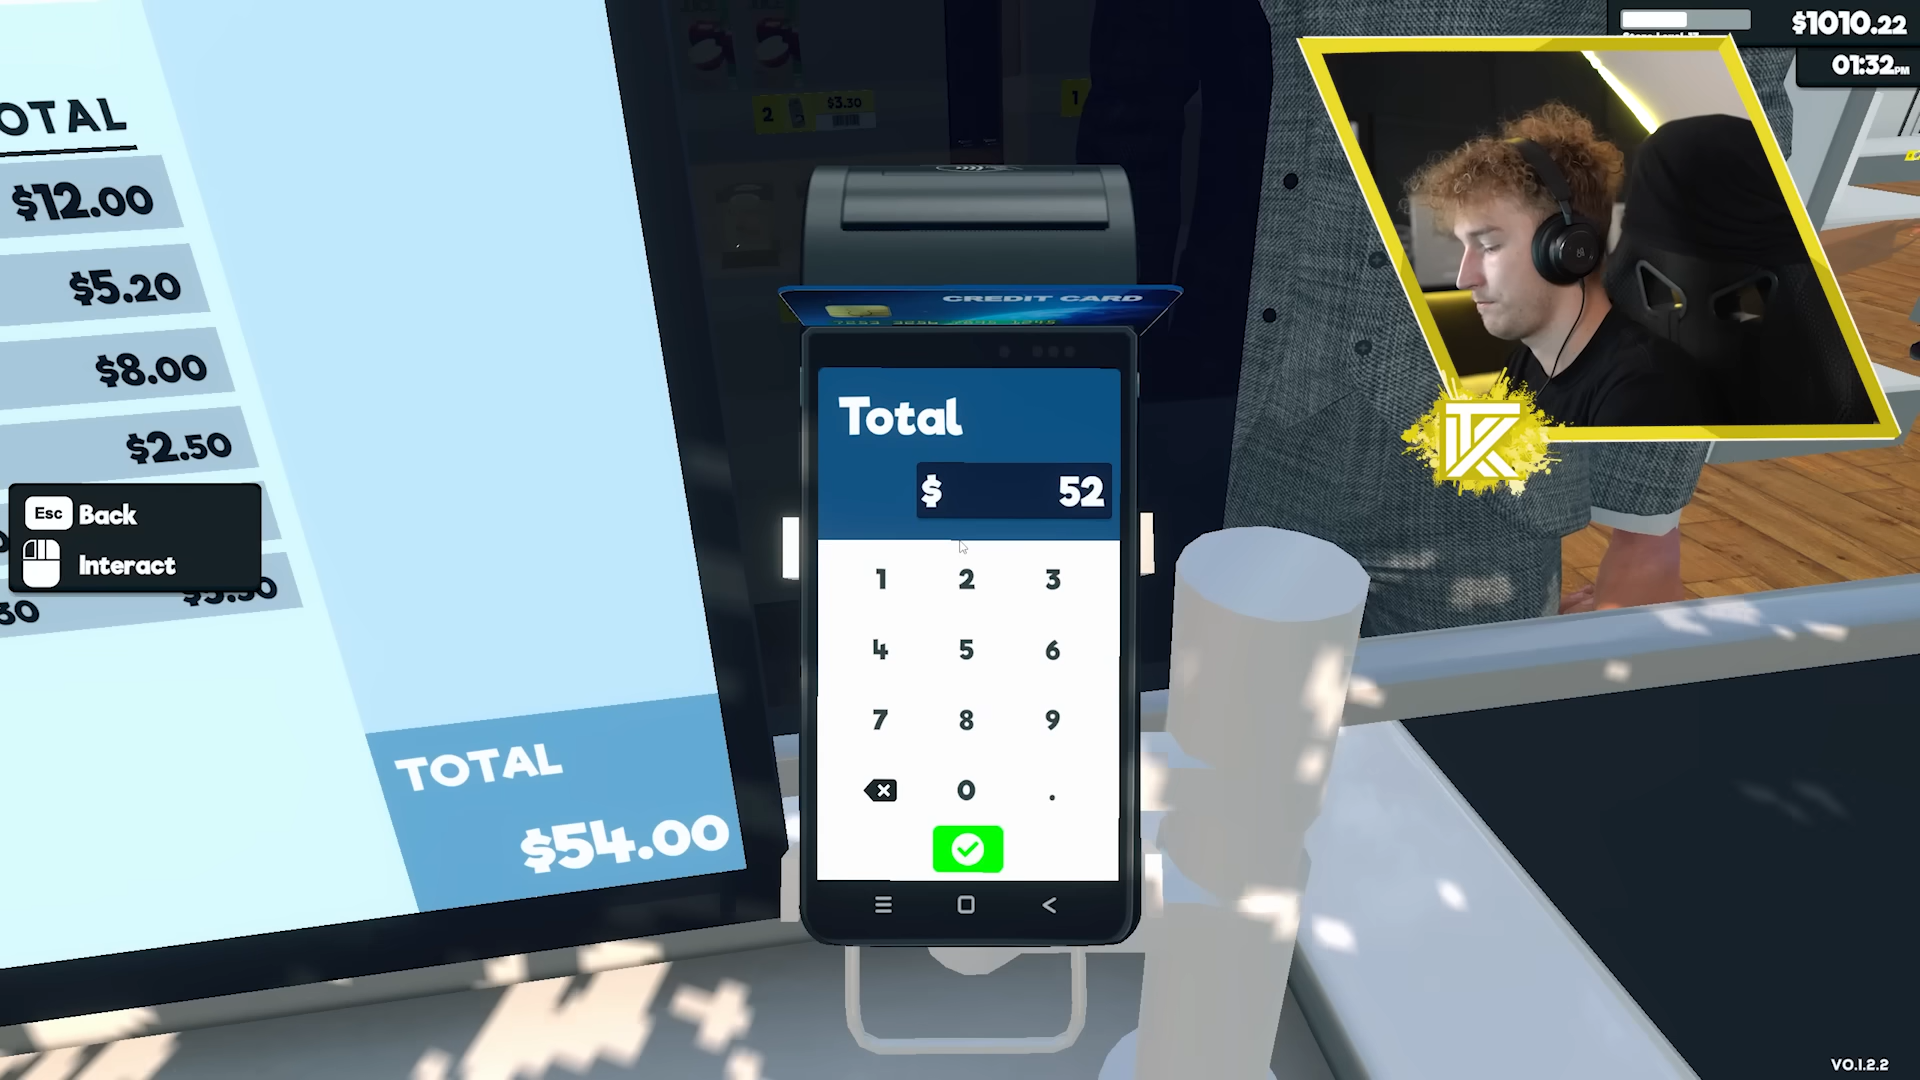 $1010.22
01:32PM
OTAL
$12.00
$5.20
$8.00
$2.50
2 $3.30
1
CREDIT CARD
Total
$ 52
1 2 3
4 5 6
7 8 9
0 .
Esc Back
Interact
30
TOTAL
$54.00
TK
V0.1.2.2